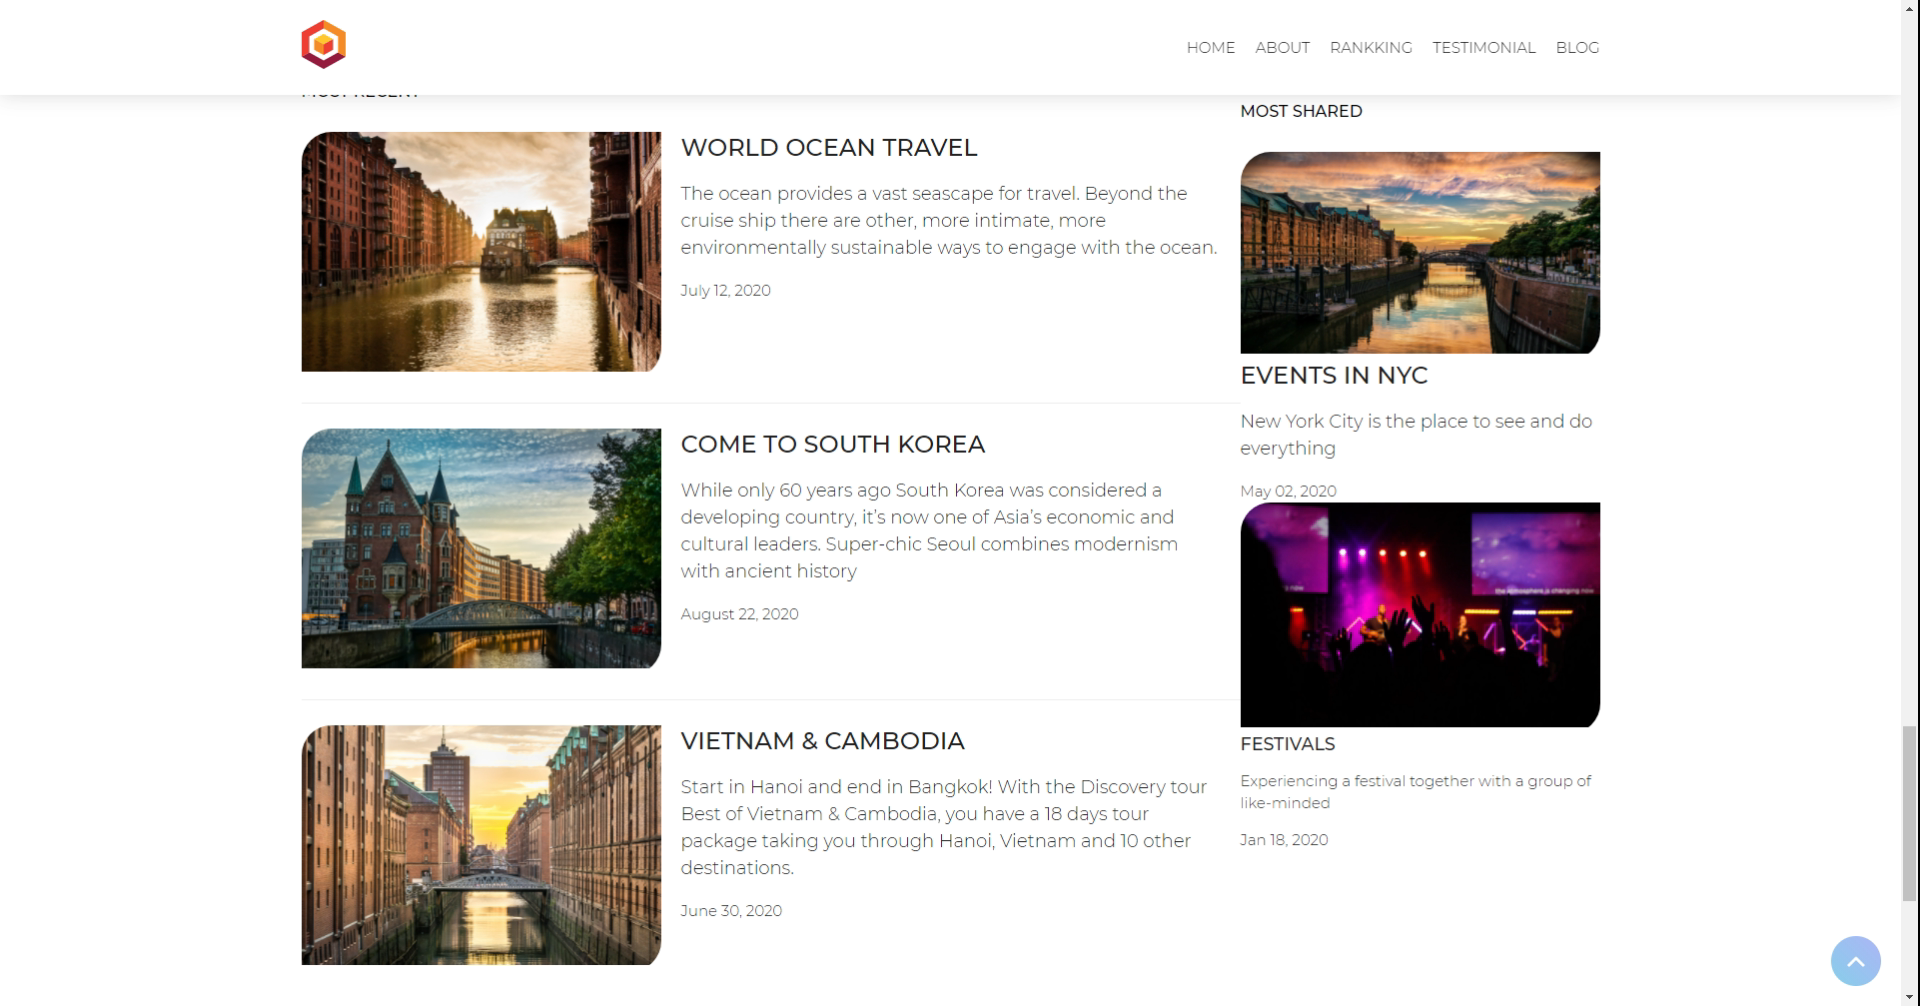 HOME ABOUT RANKKING TESTIMONIAL BLOG
MOST RECENT
WORLD OCEAN TRAVEL
The ocean provides a vast seascape for travel. Beyond the
cruise ship there are other, more intimate, more
environmentally sustainable ways to engage with the ocean.
July 12, 2020
COME TO SOUTH KOREA
While only 60 years ago South Korea was considered a
developing country, it's now one of Asia's economic and
cultural leaders. Super-chic Seoul combines modernism
with ancient history
August 22, 2020
VIETNAM & CAMBODIA
Start in Hanoi and end in Bangkok! With the Discovery tour
Best of Vietnam & Cambodia, you have a 18 days tour
package taking you through Hanoi, Vietnam and 10 other
destinations.
June 30, 2020
MOST SHARED
EVENTS IN NYC
New York City is the place to see and do
everything
May 02, 2020
the atmosphere is changing now
FESTIVALS
Experiencing a festival together with a group of
like-minded
Jan 18, 2020